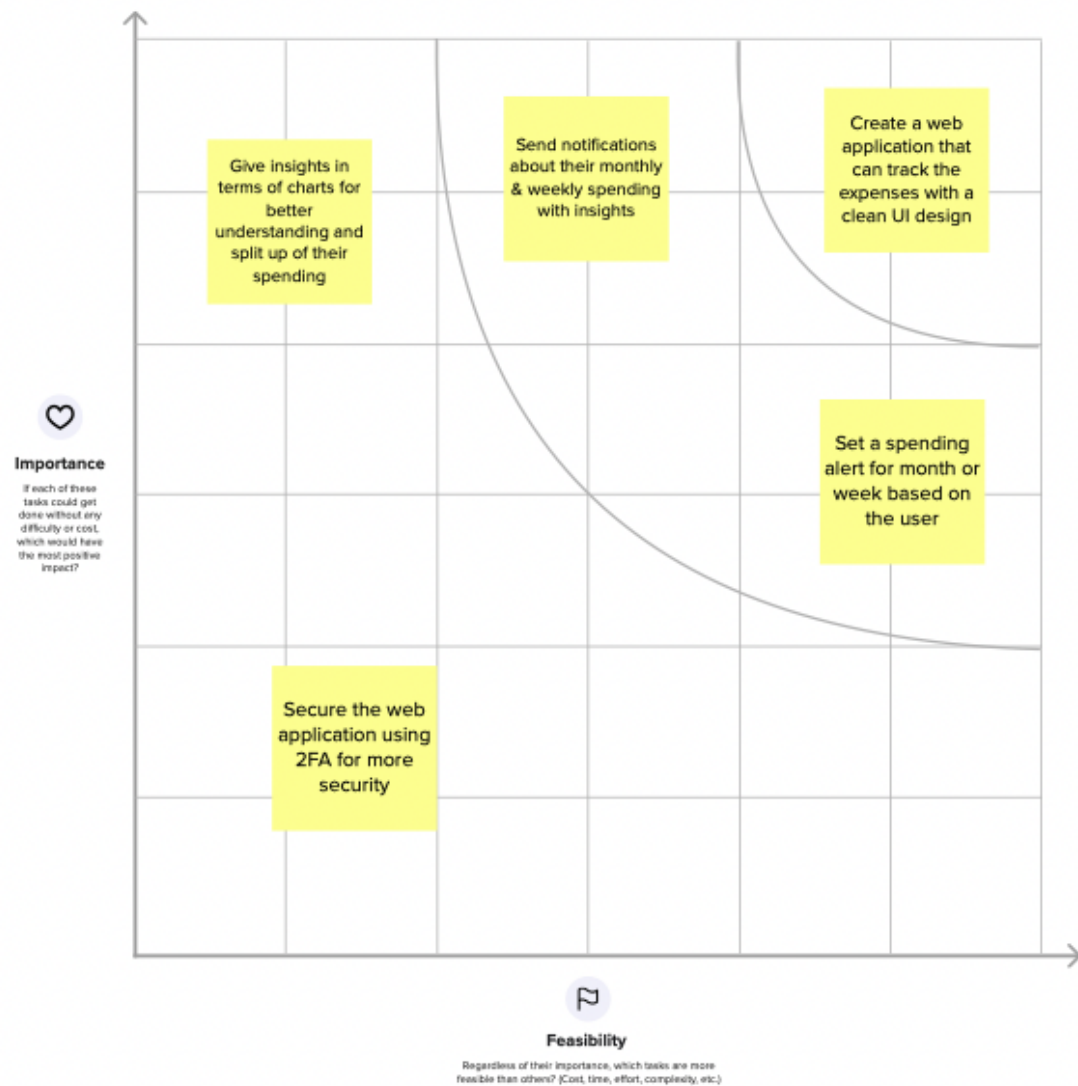 Give insights in
terms of charts for
better
understanding and
split up of their
spending
Send notifications
about their monthly
& weekly spending
with insights
Create a web
application that
can track the
expenses with a
clean UI design
Importance
If each of these
tasks could get
done without any
difficulty or cost,
which would have
the most positive
impact?
Set a spending
alert for month or
week based on
the user
Secure the web
application using
2FA for more
security
Feasibility
Regardless of their importance, which tasks are more
feasible than others? (Cost, time, effort, complexity, etc.)